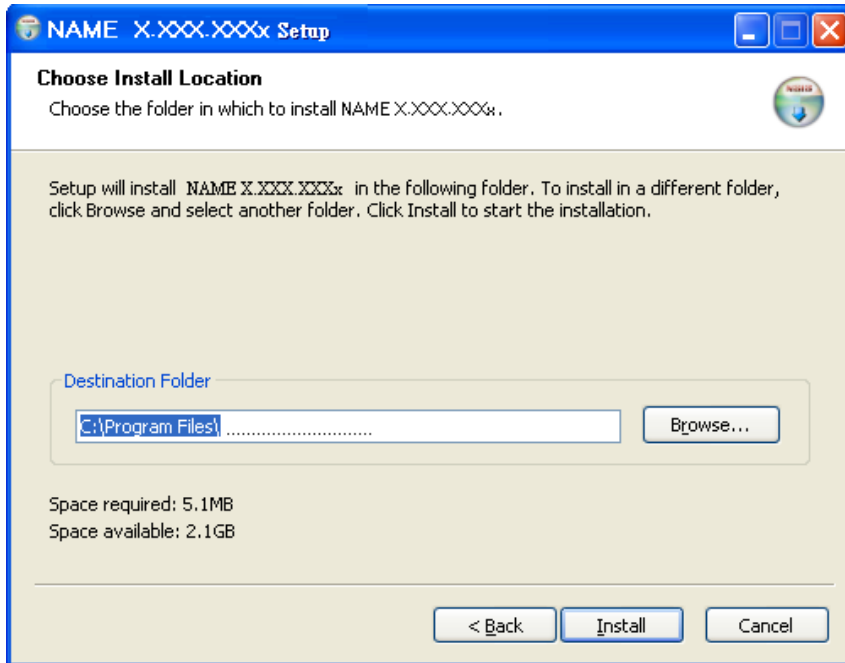 NAME X.XXX.XXXx Setup
Choose Install Location
Choose the folder in which to install NAME X.XXX.XXXx.
NAME
Setup will install NAME X.XXX.XXXx in the following folder. To install in a different folder,
click Browse and select another folder. Click Install to start the installation.
Destination Folder
C:\Program Files\ .............................
Browse...
Space required: 5.1MB
Space available: 2.1GB
< Back
Install
Cancel